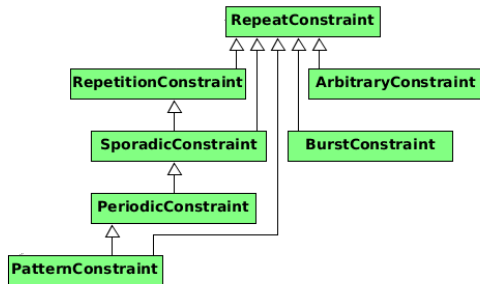 RepeatConstraint
RepetitionConstraint
ArbitraryConstraint
SporadicConstraint
BurstConstraint
PeriodicConstraint
PatternConstraint